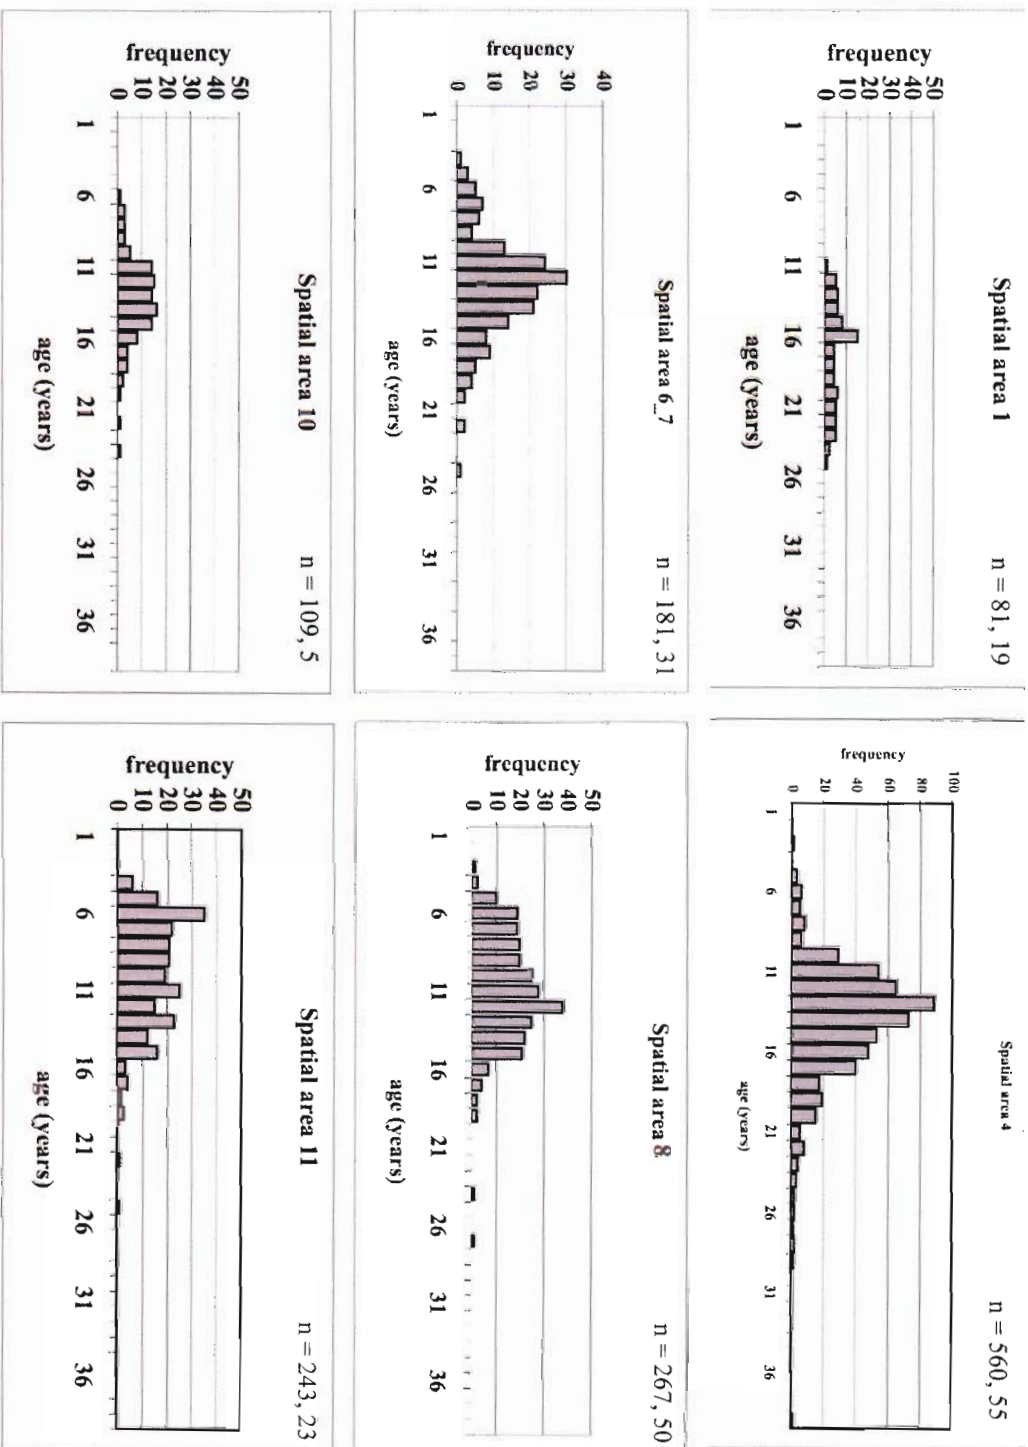 Spatial area 1
n = 81, 19
frequency
50
40
30
20
10
0
1 6 11 16 21 26 31 36
age (years)
Spatial area 4
n = 560, 55
frequency
100
80
60
40
20
0
1 6 11 16 21 26 31 36
age (years)
Spatial area 6_7
n = 181, 31
frequency
40
30
20
10
0
1 6 11 16 21 26 31 36
age (years)
Spatial area 8
n = 267, 50
frequency
50
40
30
20
10
0
1 6 11 16 21 26 31 36
age (years)
Spatial area 10
n = 109, 5
frequency
50
40
30
20
10
0
1 6 11 16 21 26 31 36
age (years)
Spatial area 11
n = 243, 23
frequency
50
40
30
20
10
0
1 6 11 16 21 26 31 36
age (years)